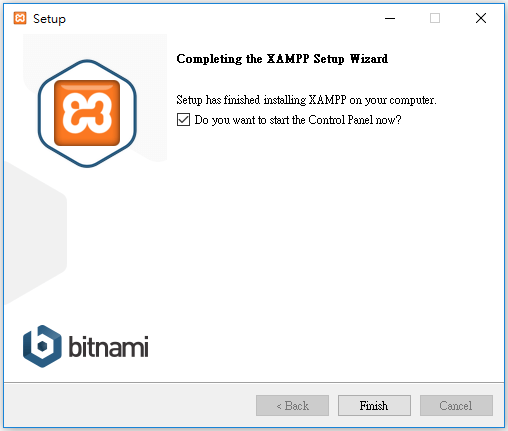 Setup
Completing the XAMPP Setup Wizard
Setup has finished installing XAMPP on your computer.
Do you want to start the Control Panel now?
bitnami
< Back
Finish
Cancel